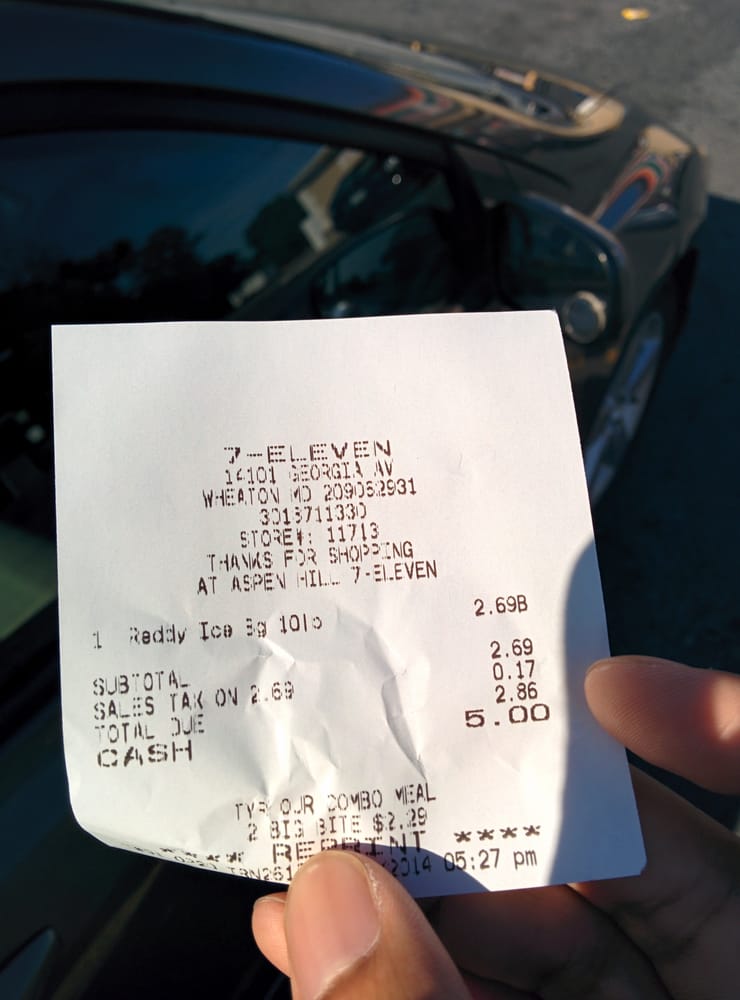 7-ELEVEN
14101 GEORGIA AV
WHEATON MD 209062931
3013711330
STORE#: 11713
THANKS FOR SHOPPING
AT ASPEN HILL 7-ELEVEN
1 Reddy Ice Bg 10lb 2.69B
SUBTOTAL 2.69
SALES TAX ON 2.69 0.17
TOTAL DUE 2.86
CASH 5.00
TRY OUR COMBO MEAL
2 BIG BITE $2.29
**** REPRINT ****
2014 05:27 pm